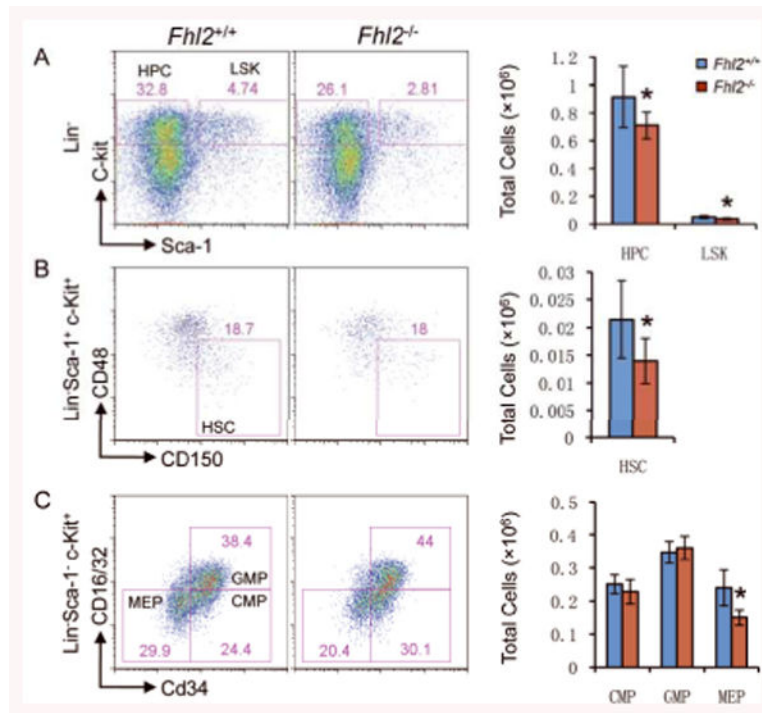 Fhl2+/+
Fhl2-/-
A
HPC
32.8
LSK
4.74
26.1
2.81
Lin-
C-kit
Sca-1
Total Cells (×10⁶)
1.2
1
0.8
0.6
0.4
0.2
0
Fhl2+/+
Fhl2-/-
*
*
HPC
LSK
B
Lin-Sca-1+ c-Kit+
CD48
18.7
HSC
18
CD150
Total Cells (×10⁶)
0.03
0.025
0.02
0.015
0.01
0.005
0
*
HSC
C
Lin-Sca-1- c-Kit+
CD16/32
38.4
GMP
MEP
CMP
29.9
24.4
44
20.4
30.1
Cd34
Total Cells (×10⁶)
0.5
0.4
0.3
0.2
0.1
0
*
CMP
GMP
MEP